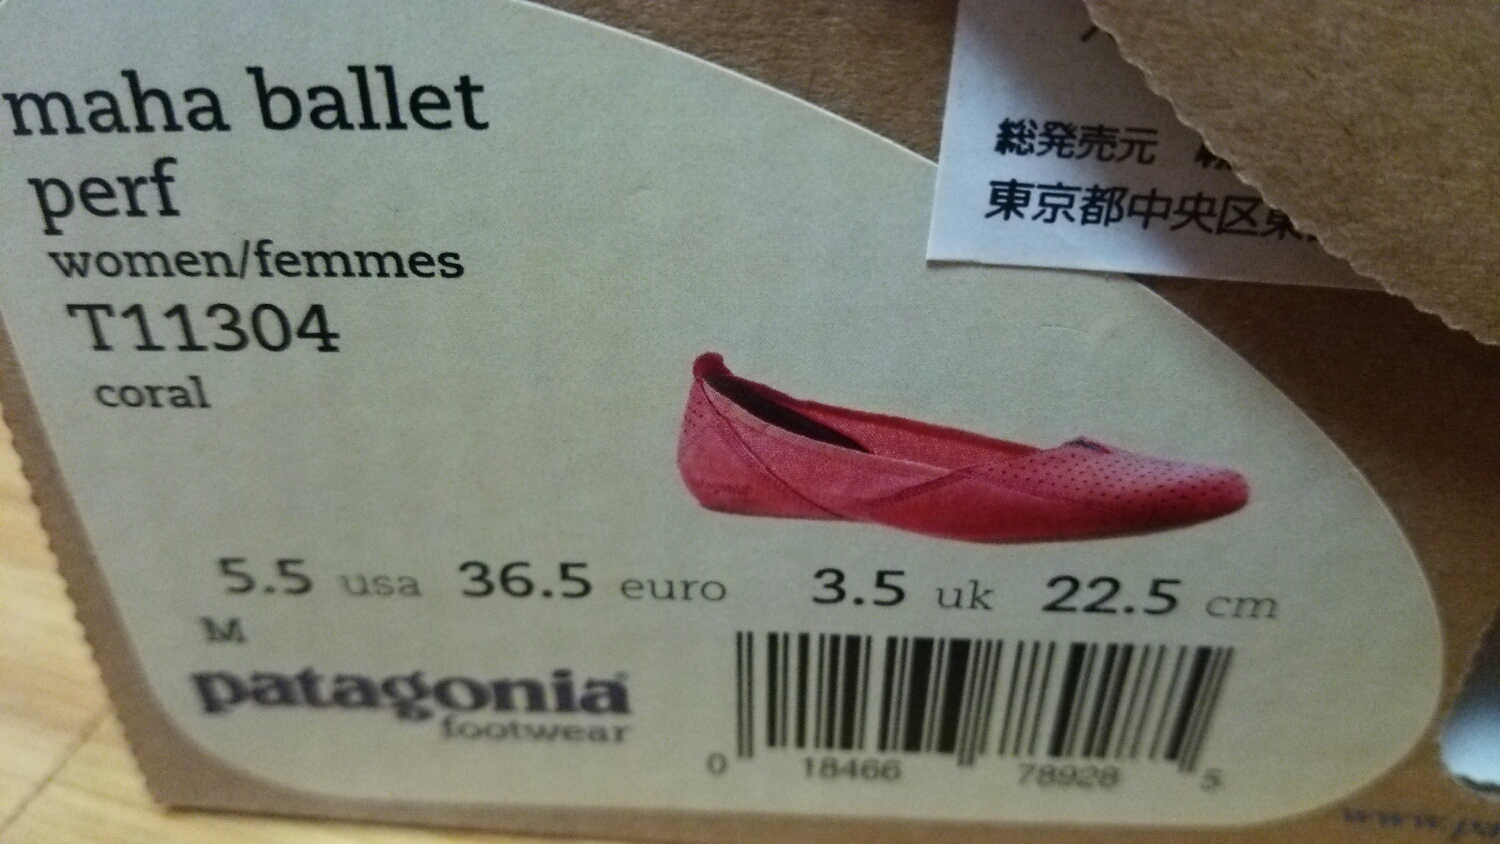 maha ballet
perf
women/femmes
T11304
coral
総発売元
東京都中央区東
5.5 usa 36.5 euro 3.5 uk 22.5 cm
M
patagonia
footwear
0 18466 78928 5